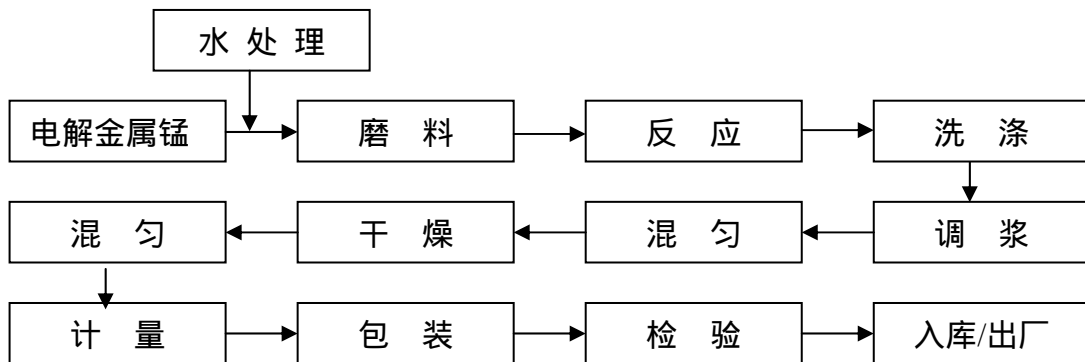 水 处 理
电解金属锰
磨 料
反 应
洗 涤
混 匀
干 燥
混 匀
调 浆
计 量
包 装
检 验
入库/出厂